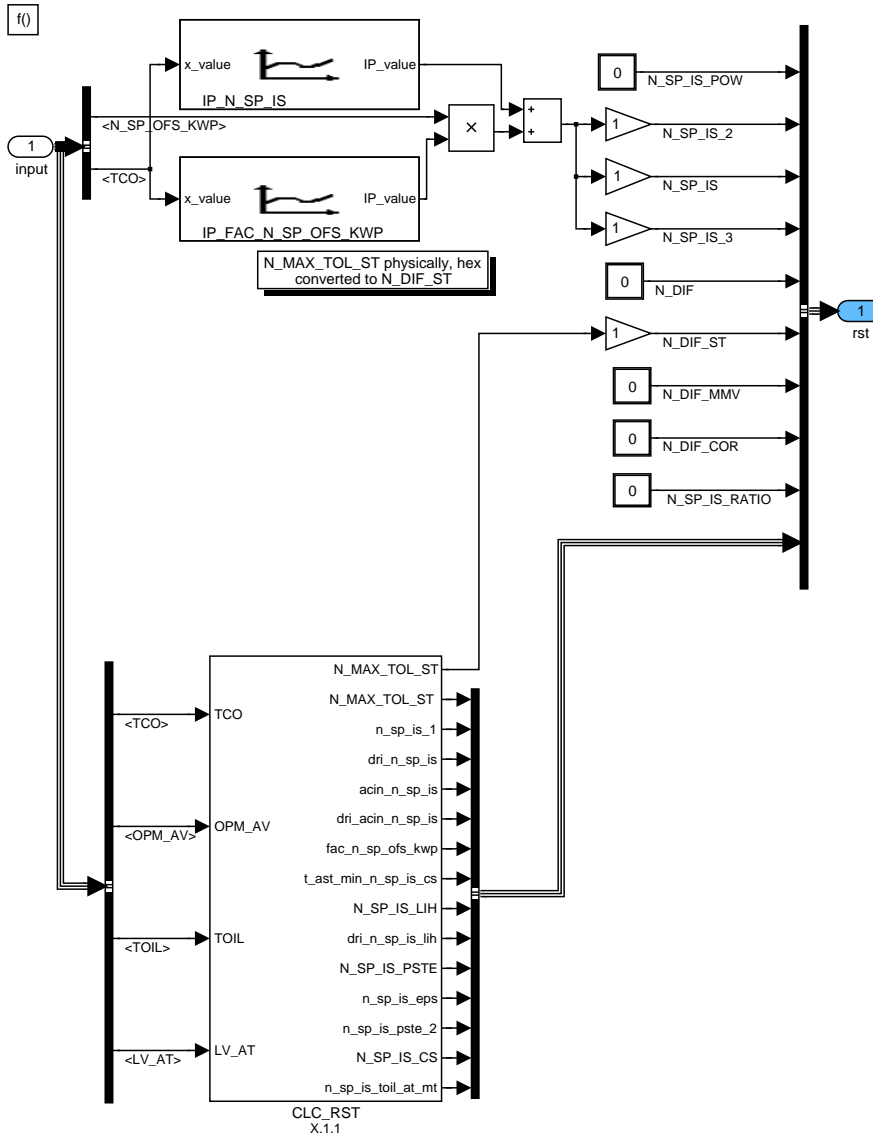 f()
x_value
IP_value
IP_N_SP_IS
<N_SP_OFS_KWP>
1
input
<TCO>
x_value
IP_value
IP_FAC_N_SP_OFS_KWP
×
+
+
N_MAX_TOL_ST physically, hex
converted to N_DIF_ST
0
N_SP_IS_POW
1
N_SP_IS_2
1
N_SP_IS
1
N_SP_IS_3
0
N_DIF
1
N_DIF_ST
0
N_DIF_MMV
0
N_DIF_COR
0
N_SP_IS_RATIO
1
rst
<TCO>
<OPM_AV>
<TOIL>
<LV_AT>
TCO
OPM_AV
TOIL
LV_AT
N_MAX_TOL_ST
N_MAX_TOL_ST
n_sp_is_1
dri_n_sp_is
acin_n_sp_is
dri_acin_n_sp_is
fac_n_sp_ofs_kwp
t_ast_min_n_sp_is_cs
N_SP_IS_LIH
dri_n_sp_is_lih
N_SP_IS_PSTE
n_sp_is_eps
n_sp_is_pste_2
N_SP_IS_CS
n_sp_is_toil_at_mt
CLC_RST
X.1.1